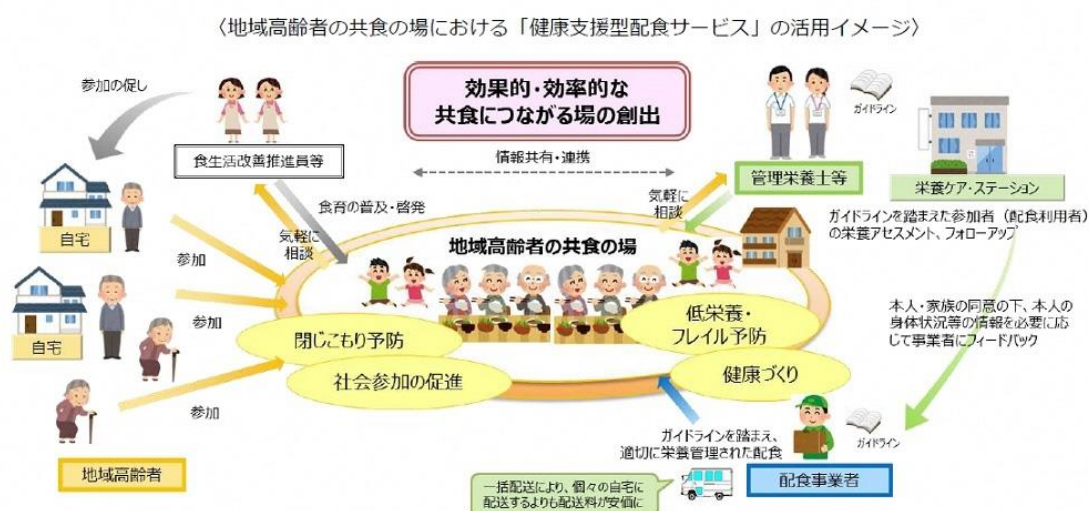 〈地域高齢者の共食の場における「健康支援型配食サービス」の活用イメージ〉
参加の促し
効果的・効率的な
共食につながる場の創出
ガイドライン
食生活改善推進員等
情報共有・連携
管理栄養士等
栄養ケア・ステーション
食育の普及・啓発
気軽に
相談
気軽に
相談
ガイドラインを踏まえた参加者(配食利用者)
の栄養アセスメント、フォローアップ
地域高齢者の共食の場
自宅
参加
自宅
参加
参加
閉じこもり予防
社会参加の促進
低栄養・
フレイル予防
健康づくり
本人・家族の同意の下、本人の
身体状況等の情報を必要に応
じて事業者にフィードバック
ガイドラインを踏まえ、
適切に栄養管理された配食
ガイドライン
地域高齢者
配食事業者
一括配送により、個々の自宅に
配送するよりも配送料が安価に